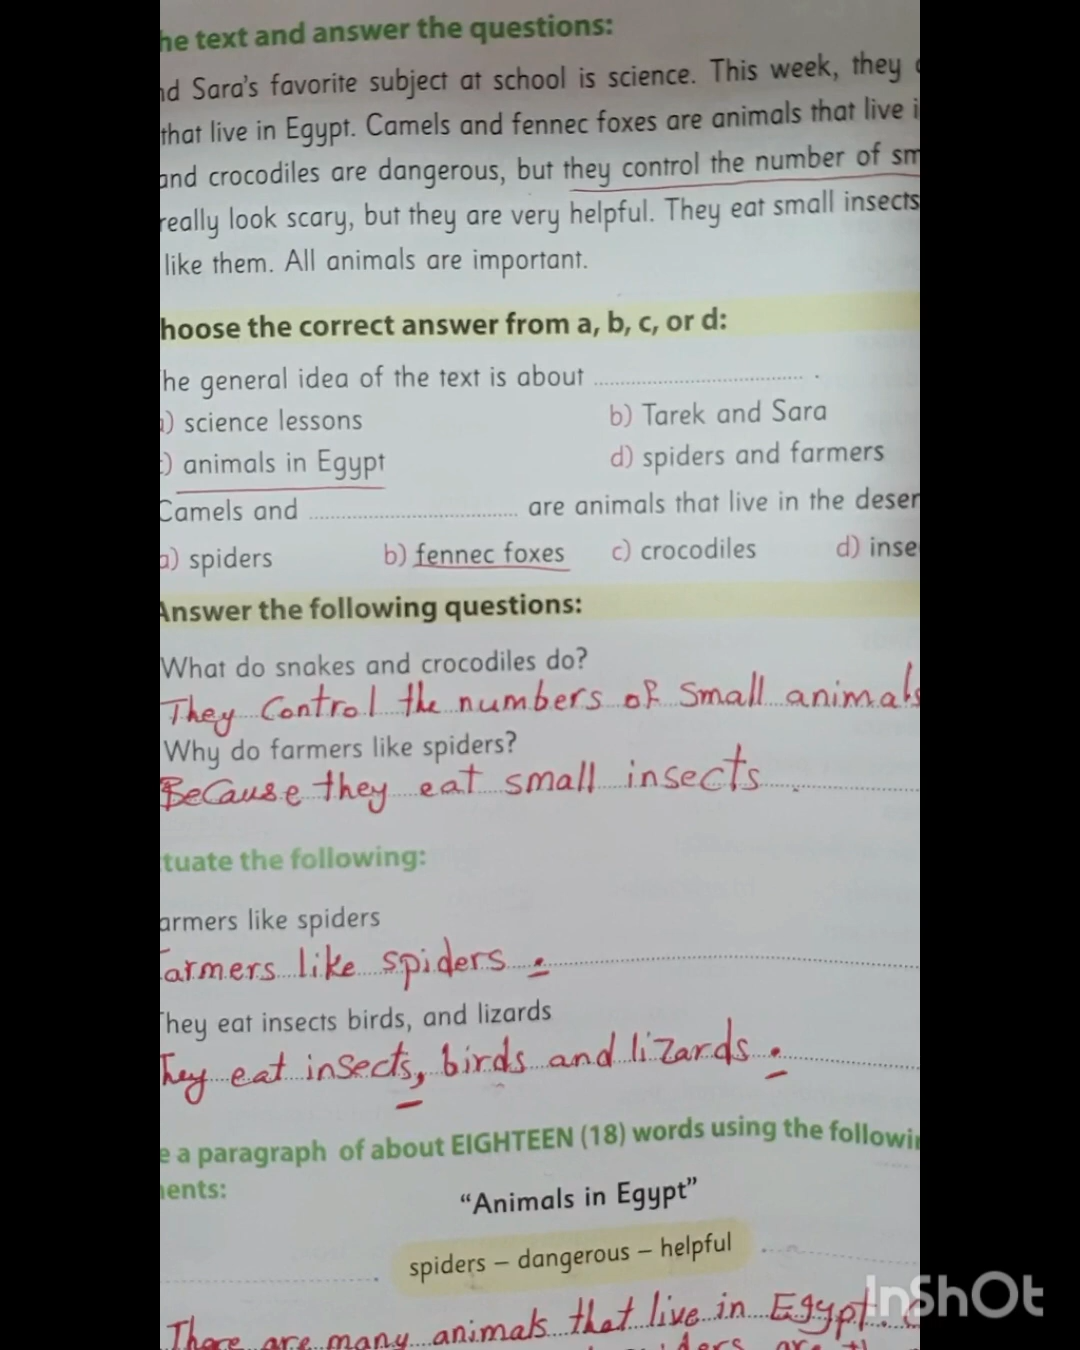 he text and answer the questions:
nd Sara's favorite subject at school is science. This week, they
that live in Egypt. Camels and fennec foxes are animals that live i
and crocodiles are dangerous, but they control the number of sm
really look scary, but they are very helpful. They eat small insects
like them. All animals are important.
hoose the correct answer from a, b, c, or d:
he general idea of the text is about .................... .
a) science lessons b) Tarek and Sara
c) animals in Egypt d) spiders and farmers
Camels and .................... are animals that live in the deser
a) spiders b) fennec foxes c) crocodiles d) inse
Answer the following questions:
What do snakes and crocodiles do?
They Control the numbers of Small animals
Why do farmers like spiders?
Because they eat small insects.
tuate the following:
armers like spiders
Farmers like spiders.
They eat insects birds, and lizards
They eat insects, birds and lizards.
e a paragraph of about EIGHTEEN (18) words using the followin
ents:
"Animals in Egypt"
spiders – dangerous – helpful
There are many animals that live in Egypt.
InShOt